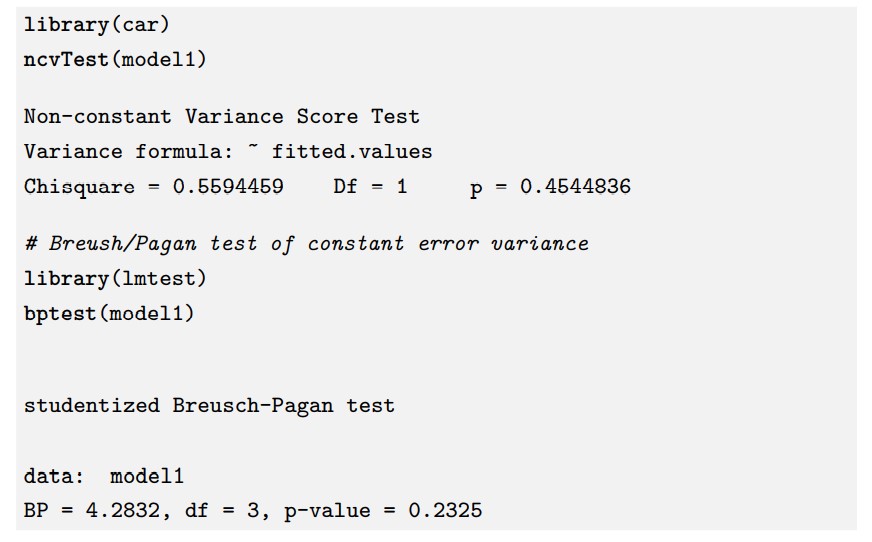 library(car)
ncvTest(model1)
Non-constant Variance Score Test
Variance formula: ~ fitted.values
Chisquare = 0.5594459    Df = 1     p = 0.4544836
# Breush/Pagan test of constant error variance
library(lmtest)
bptest(model1)
studentized Breusch-Pagan test
data:  model1
BP = 4.2832, df = 3, p-value = 0.2325